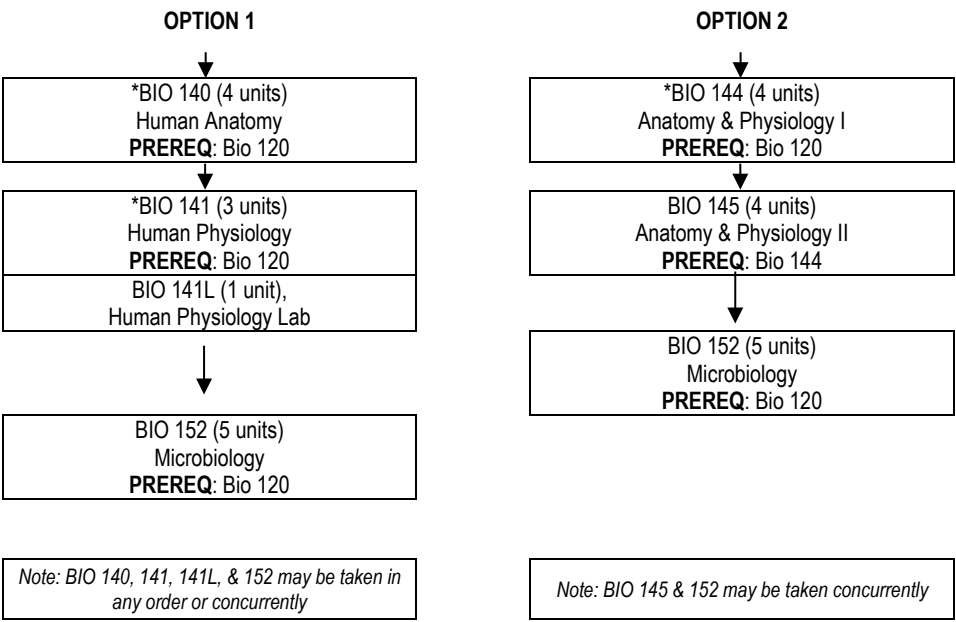 OPTION 1
*BIO 140 (4 units)
Human Anatomy
PREREQ: Bio 120
*BIO 141 (3 units)
Human Physiology
PREREQ: Bio 120
BIO 141L (1 unit),
Human Physiology Lab
BIO 152 (5 units)
Microbiology
PREREQ: Bio 120
Note: BIO 140, 141, 141L, & 152 may be taken in
any order or concurrently
OPTION 2
*BIO 144 (4 units)
Anatomy & Physiology I
PREREQ: Bio 120
BIO 145 (4 units)
Anatomy & Physiology II
PREREQ: Bio 144
BIO 152 (5 units)
Microbiology
PREREQ: Bio 120
Note: BIO 145 & 152 may be taken concurrently